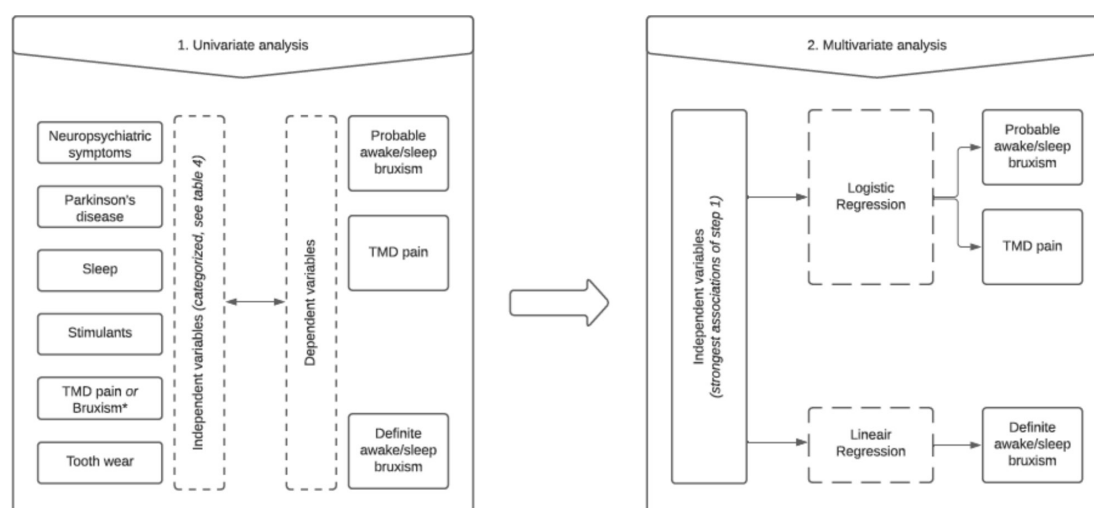 1. Univariate analysis
Neuropsychiatric
symptoms
Parkinson's
disease
Sleep
Stimulants
TMD pain or
Bruxism*
Tooth wear
Independent variables (categorized, see table 4)
Dependent variables
Probable
awake/sleep
bruxism
TMD pain
Definite
awake/sleep
bruxism
2. Multivariate analysis
Independent variables
(strongest associations of step 1)
Logistic
Regression
Probable
awake/sleep
bruxism
TMD pain
Lineair
Regression
Definite
awake/sleep
bruxism